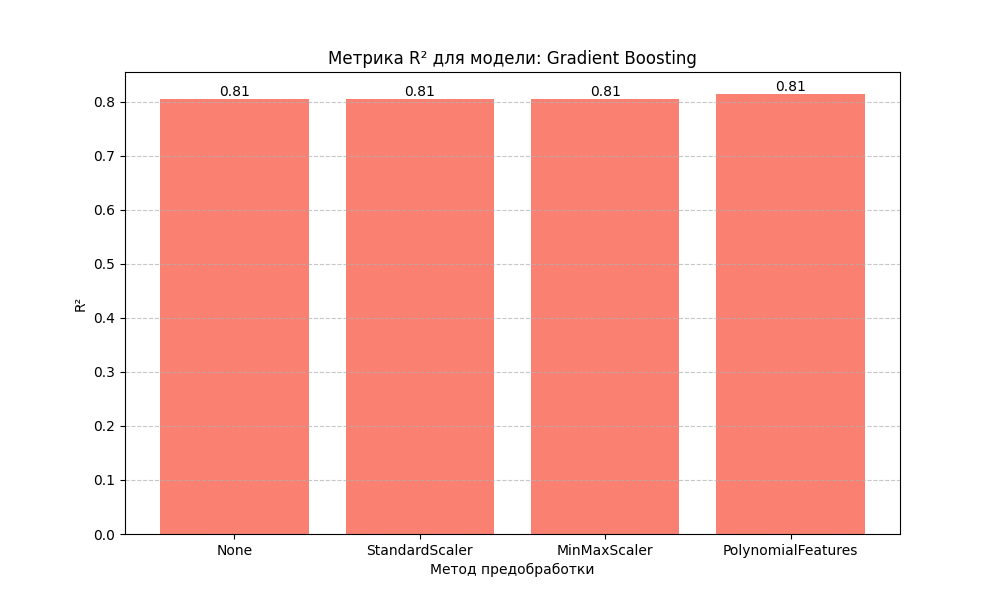 Метрика R² для модели: Gradient Boosting
0.81
0.81
0.81
0.81
0.8
0.7
0.6
0.5
0.4
0.3
0.2
0.1
0.0
R²
None
StandardScaler
MinMaxScaler
PolynomialFeatures
Метод предобработки